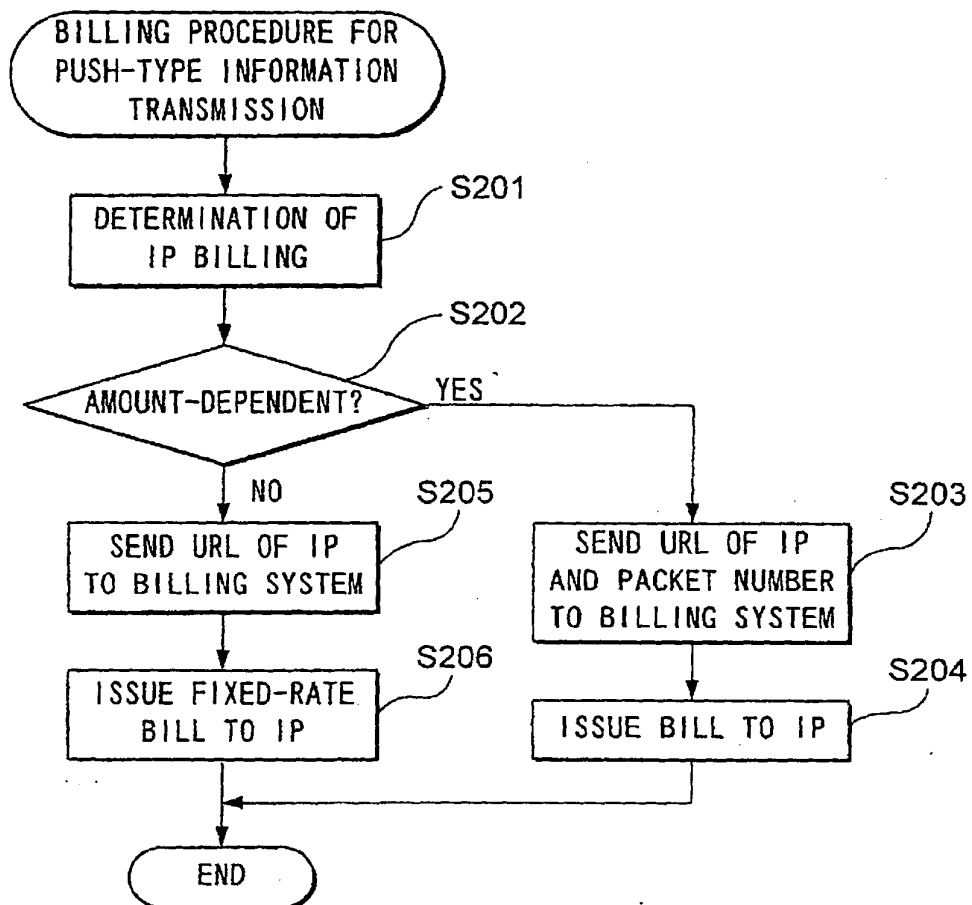 BILLING PROCEDURE FOR
PUSH-TYPE INFORMATION
TRANSMISSION
S201
DETERMINATION OF
IP BILLING
S202
AMOUNT-DEPENDENT?
YES
NO
S205
SEND URL OF IP
TO BILLING SYSTEM
S203
SEND URL OF IP
AND PACKET NUMBER
TO BILLING SYSTEM
S206
ISSUE FIXED-RATE
BILL TO IP
S204
ISSUE BILL TO IP
END